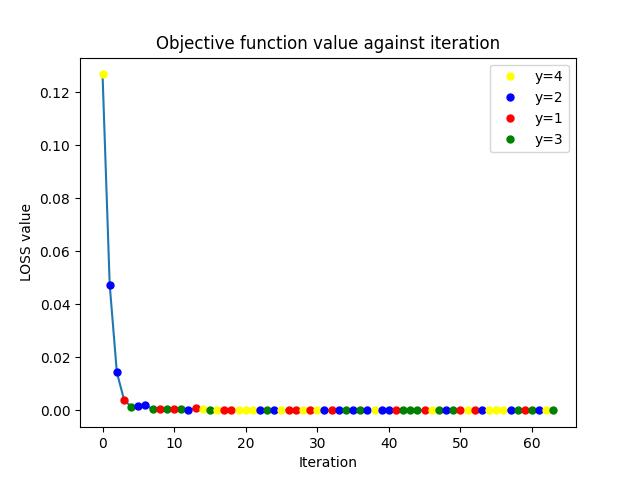 Objective function value against iteration
y=4
y=2
y=1
y=3
LOSS value
0.12
0.10
0.08
0.06
0.04
0.02
0.00
0 10 20 30 40 50 60
Iteration